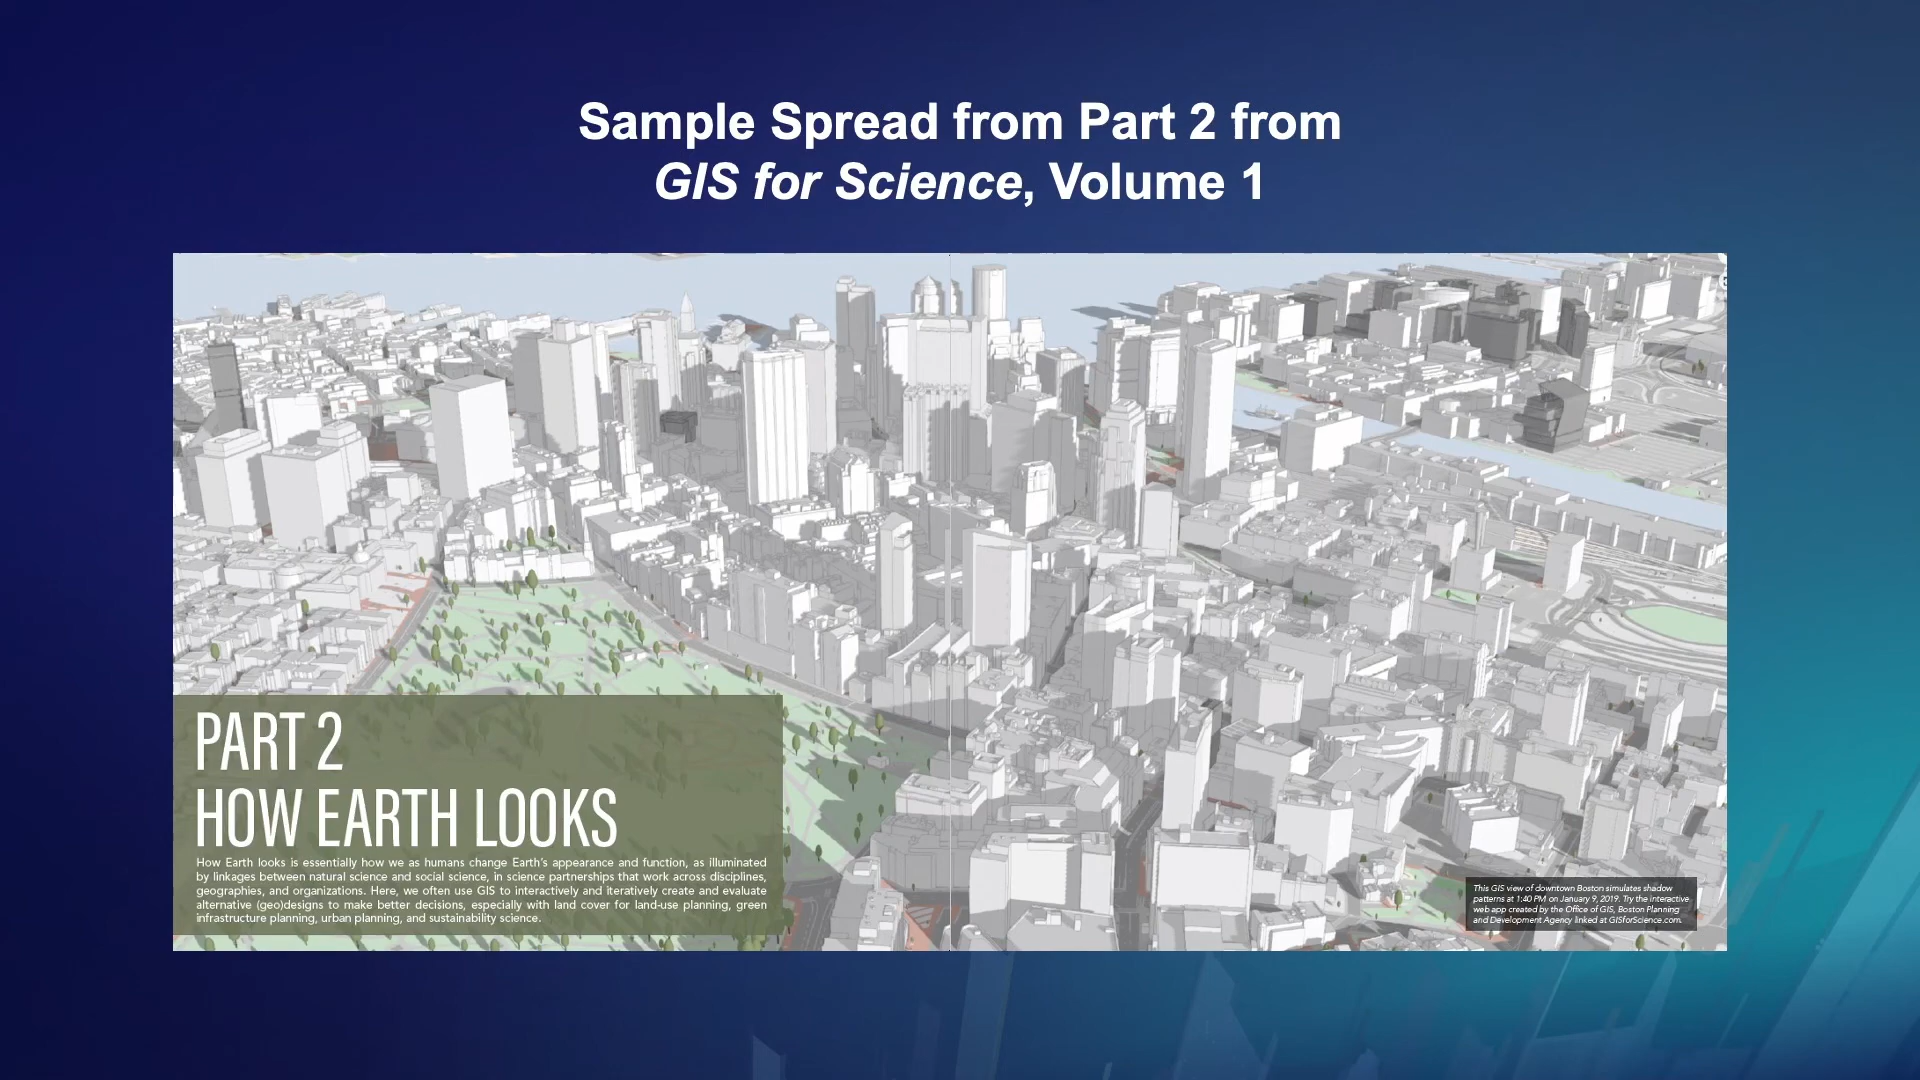 Sample Spread from Part 2 from
GIS for Science, Volume 1
PART 2
HOW EARTH LOOKS
How Earth looks is essentially how we as humans change Earth's appearance and function, as illuminated
by linkages between natural science and social science, in science partnerships that work across disciplines,
geographies, and organizations. Here, we often use GIS to interactively and iteratively create and evaluate
alternative (geo)designs to make better decisions, especially with land cover for land-use planning, green
infrastructure planning, urban planning, and sustainability science.
This GIS view of downtown Boston simulates shadow
patterns at 1:40 PM on January 9, 2019. Try the interactive
web app created by the Office of GIS, Boston Planning
and Development Agency linked at GISforScience.com.